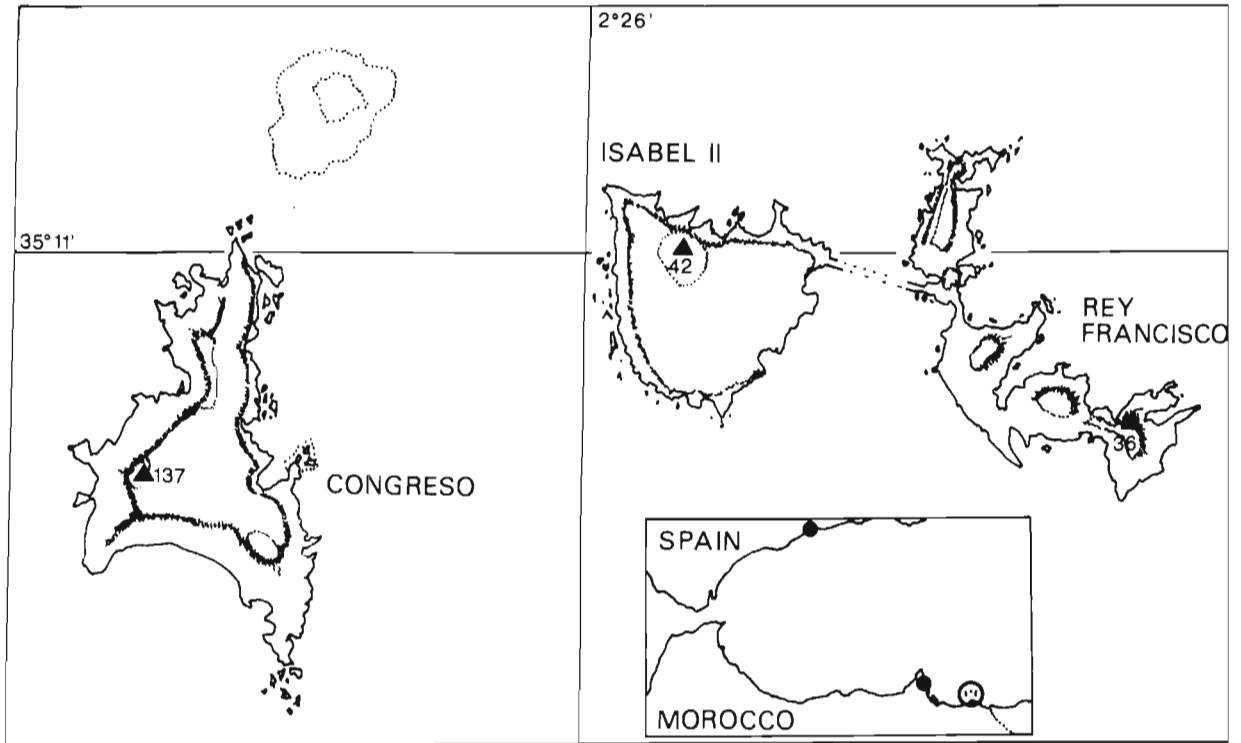 2°26'
ISABEL II
35°11'
42
REY
FRANCISCO
36
137
CONGRESO
SPAIN
MOROCCO